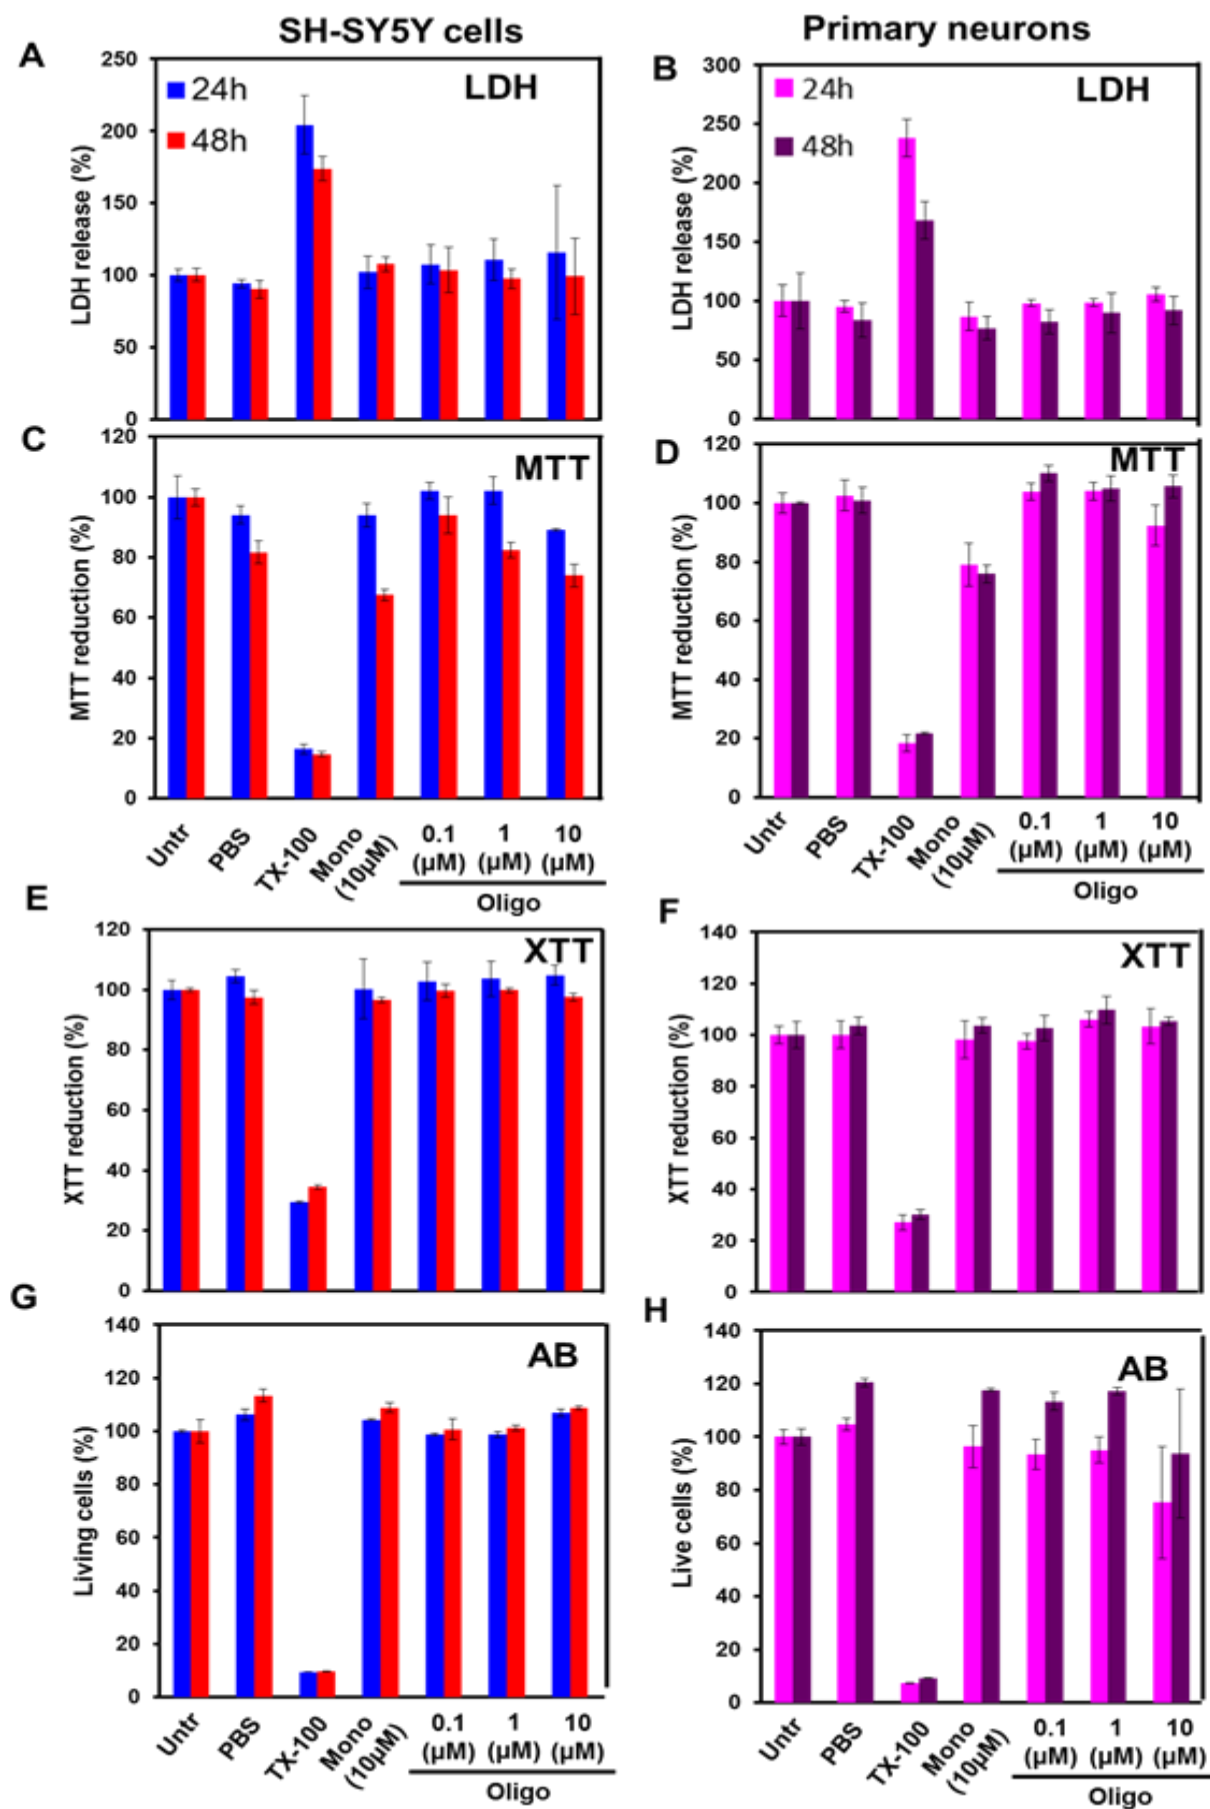 SH-SY5Y cells
Primary neurons
A
LDH
24h
48h
LDH release (%)
250
200
150
100
50
0
B
LDH
24h
48h
LDH release (%)
300
250
200
150
100
50
0
C
MTT
MTT reduction (%)
120
100
80
60
40
20
0
Untr
PBS
TX-100
Mono
(10µM)
0.1 1 10
(µM) (µM) (µM)
Oligo
D
MTT
MTT reduction (%)
120
100
80
60
40
20
0
Untr
PBS
TX-100
Mono
(10µM)
0.1 1 10
(µM) (µM) (µM)
Oligo
E
XTT
XTT reduction (%)
120
100
80
60
40
20
0
F
XTT
XTT reduction (%)
140
120
100
80
60
40
20
0
G
AB
Living cells (%)
140
120
100
80
60
40
20
0
Untr
PBS
TX-100
Mono
(10µM)
0.1 1 10
(µM) (µM) (µM)
Oligo
H
AB
Live cells (%)
140
120
100
80
60
40
20
0
Untr
PBS
TX-100
Mono
(10µM)
0.1 1 10
(µM) (µM) (µM)
Oligo